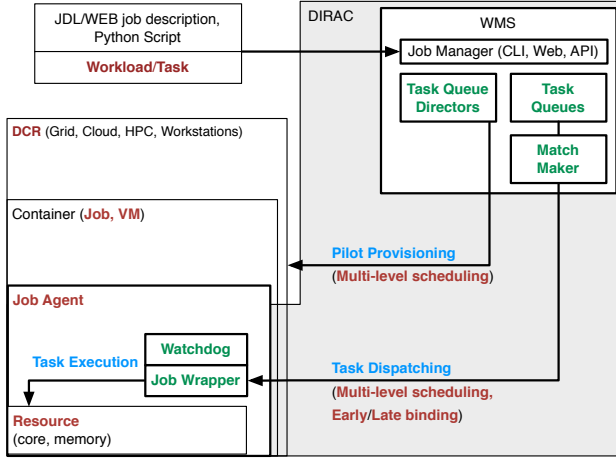 JDL/WEB job description,
Python Script
Workload/Task
DIRAC
WMS
Job Manager (CLI, Web, API)
Task Queue
Directors
Task
Queues
Match
Maker
DCR (Grid, Cloud, HPC, Workstations)
Container (Job, VM)
Pilot Provisioning
(Multi-level scheduling)
Job Agent
Watchdog
Job Wrapper
Task Execution
Task Dispatching
(Multi-level scheduling,
Early/Late binding)
Resource
(core, memory)